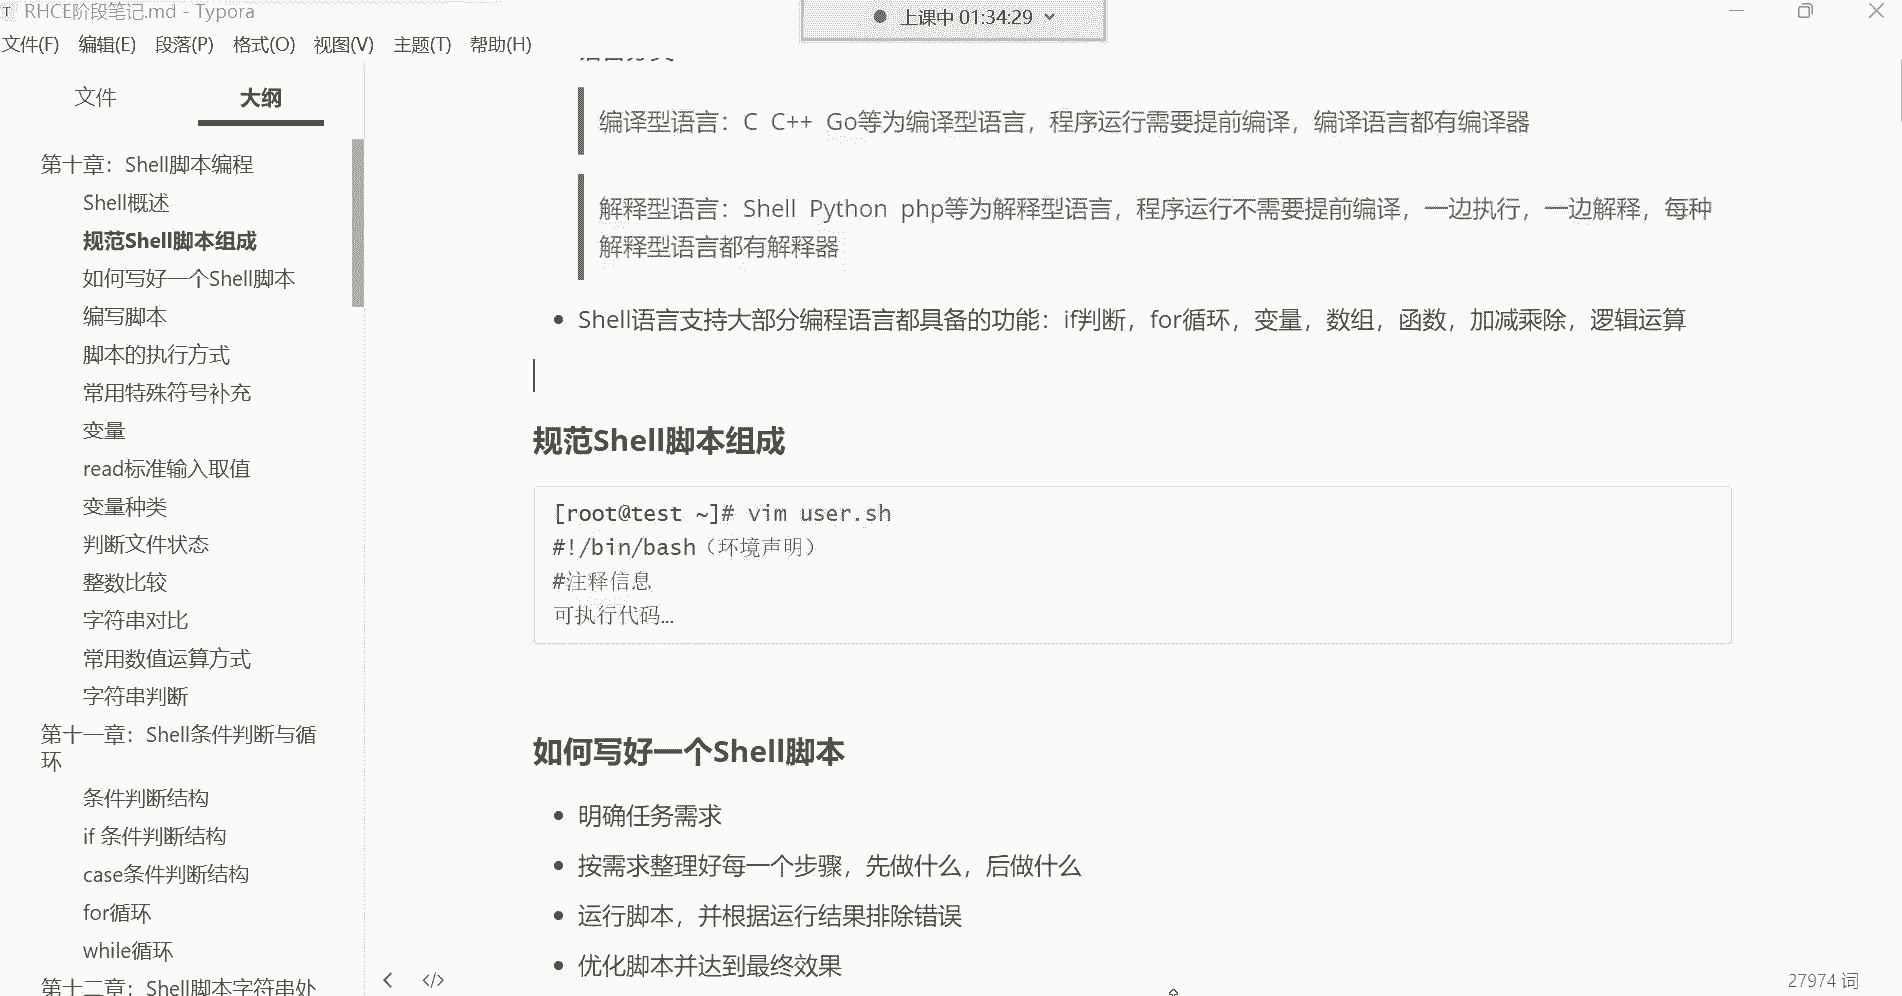 RHCE阶段笔记.md - Typora
上课中 01:34:29
文件(F) 编辑(E) 段落(P) 格式(O) 视图(V) 主题(T) 帮助(H)
文件 大纲
第十章：Shell脚本编程
Shell概述
规范Shell脚本组成
如何写好一个Shell脚本
编写脚本
脚本的执行方式
常用特殊符号补充
变量
read标准输入取值
变量种类
判断文件状态
整数比较
字符串对比
常用数值运算方式
字符串判断
第十一章：Shell条件判断与循
环
条件判断结构
if 条件判断结构
case条件判断结构
for循环
while循环
第十二章：Shell脚本字符串处
编译型语言：C C++ Go等为编译型语言，程序运行需要提前编译，编译语言都有编译器
解释型语言：Shell Python php等为解释型语言，程序运行不需要提前编译，一边执行，一边解释，每种
解释型语言都有解释器
Shell语言支持大部分编程语言都具备的功能：if判断，for循环，变量，数组，函数，加减乘除，逻辑运算
规范Shell脚本组成
[root@test ~]# vim user.sh
#!/bin/bash（环境声明）
#注释信息
可执行代码...
如何写好一个Shell脚本
明确任务需求
按需求整理好每一个步骤，先做什么，后做什么
运行脚本，并根据运行结果排除错误
优化脚本并达到最终效果
27974 词